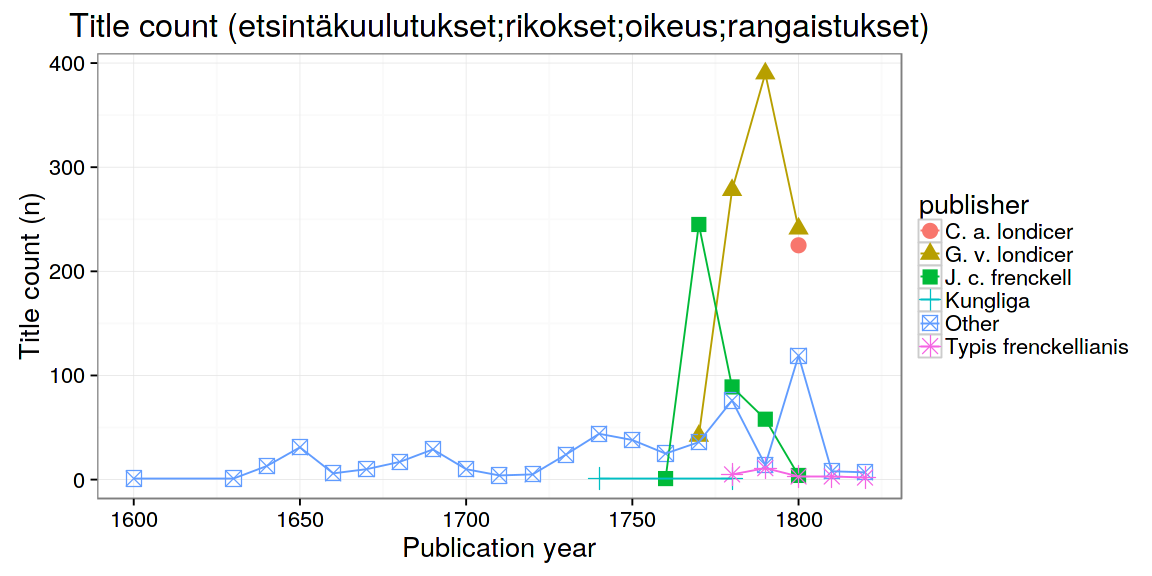 Title count (etsintäkuulutukset;rikokset;oikeus;rangaistukset)
400
300
200
100
0
Title count (n)
1600 1650 1700 1750 1800
Publication year
publisher
C. a. londicer
G. v. londicer
J. c. frenckell
Kungliga
Other
Typis frenckellianis